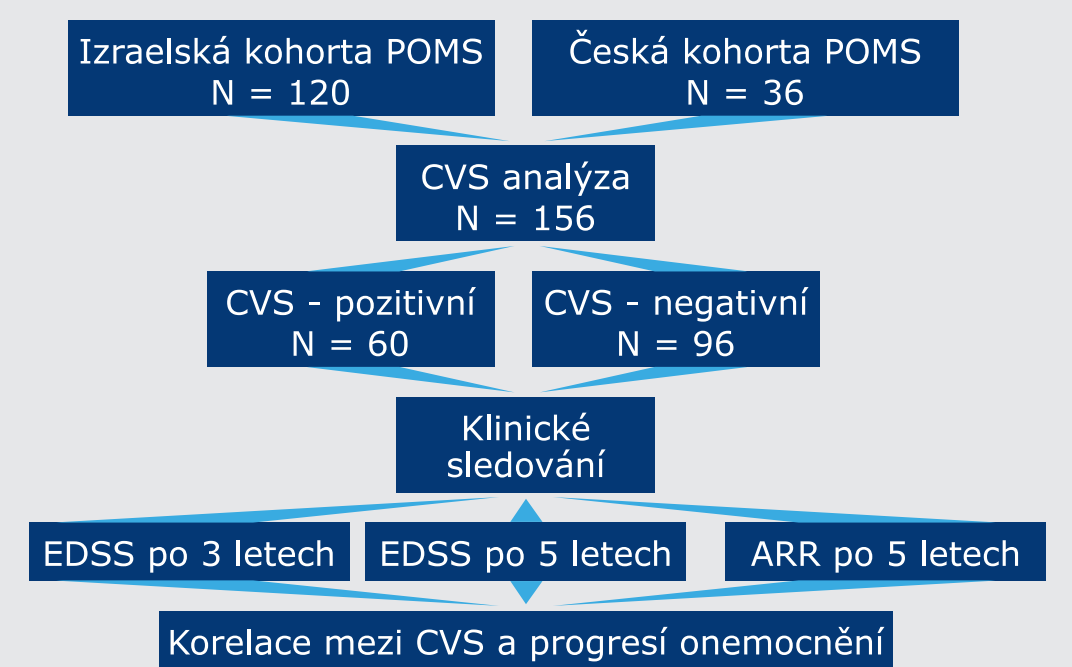 Izraelská kohorta POMS
N = 120
Česká kohorta POMS
N = 36
CVS analýza
N = 156
CVS - pozitivní
N = 60
CVS - negativní
N = 96
Klinické
sledování
EDSS po 3 letech
EDSS po 5 letech
ARR po 5 letech
Korelace mezi CVS a progresí onemocnění